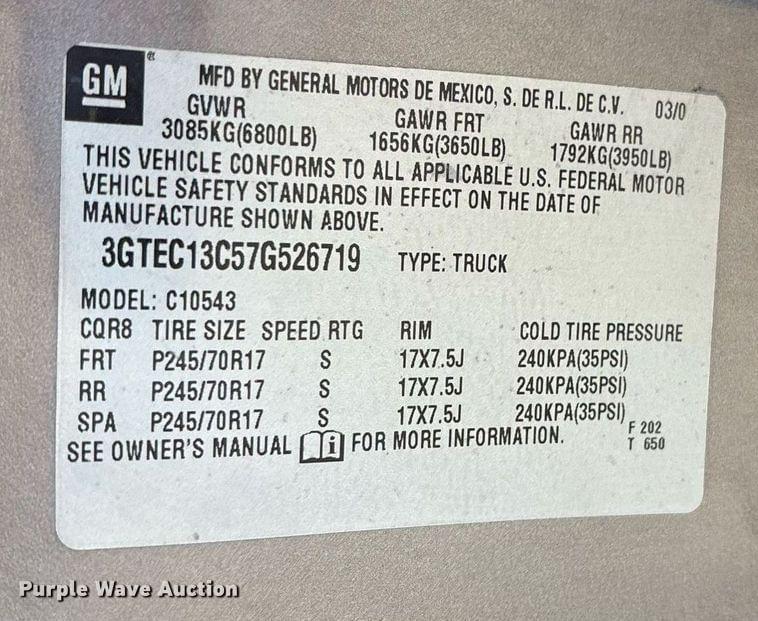 GM
MFD BY GENERAL MOTORS DE MEXICO, S. DE R.L. DE C.V. 03/0
GVWR GAWR FRT GAWR RR
3085KG(6800LB) 1656KG(3650LB) 1792KG(3950LB)
THIS VEHICLE CONFORMS TO ALL APPLICABLE U.S. FEDERAL MOTOR
VEHICLE SAFETY STANDARDS IN EFFECT ON THE DATE OF
MANUFACTURE SHOWN ABOVE.
3GTEC13C57G526719 TYPE: TRUCK
MODEL: C10543
CQR8 TIRE SIZE SPEED RTG RIM COLD TIRE PRESSURE
FRT P245/70R17 S 17X7.5J 240KPA(35PSI)
RR P245/70R17 S 17X7.5J 240KPA(35PSI)
SPA P245/70R17 S 17X7.5J 240KPA(35PSI)
SEE OWNER'S MANUAL i FOR MORE INFORMATION.
F 202
T 650
Purple Wave Auction